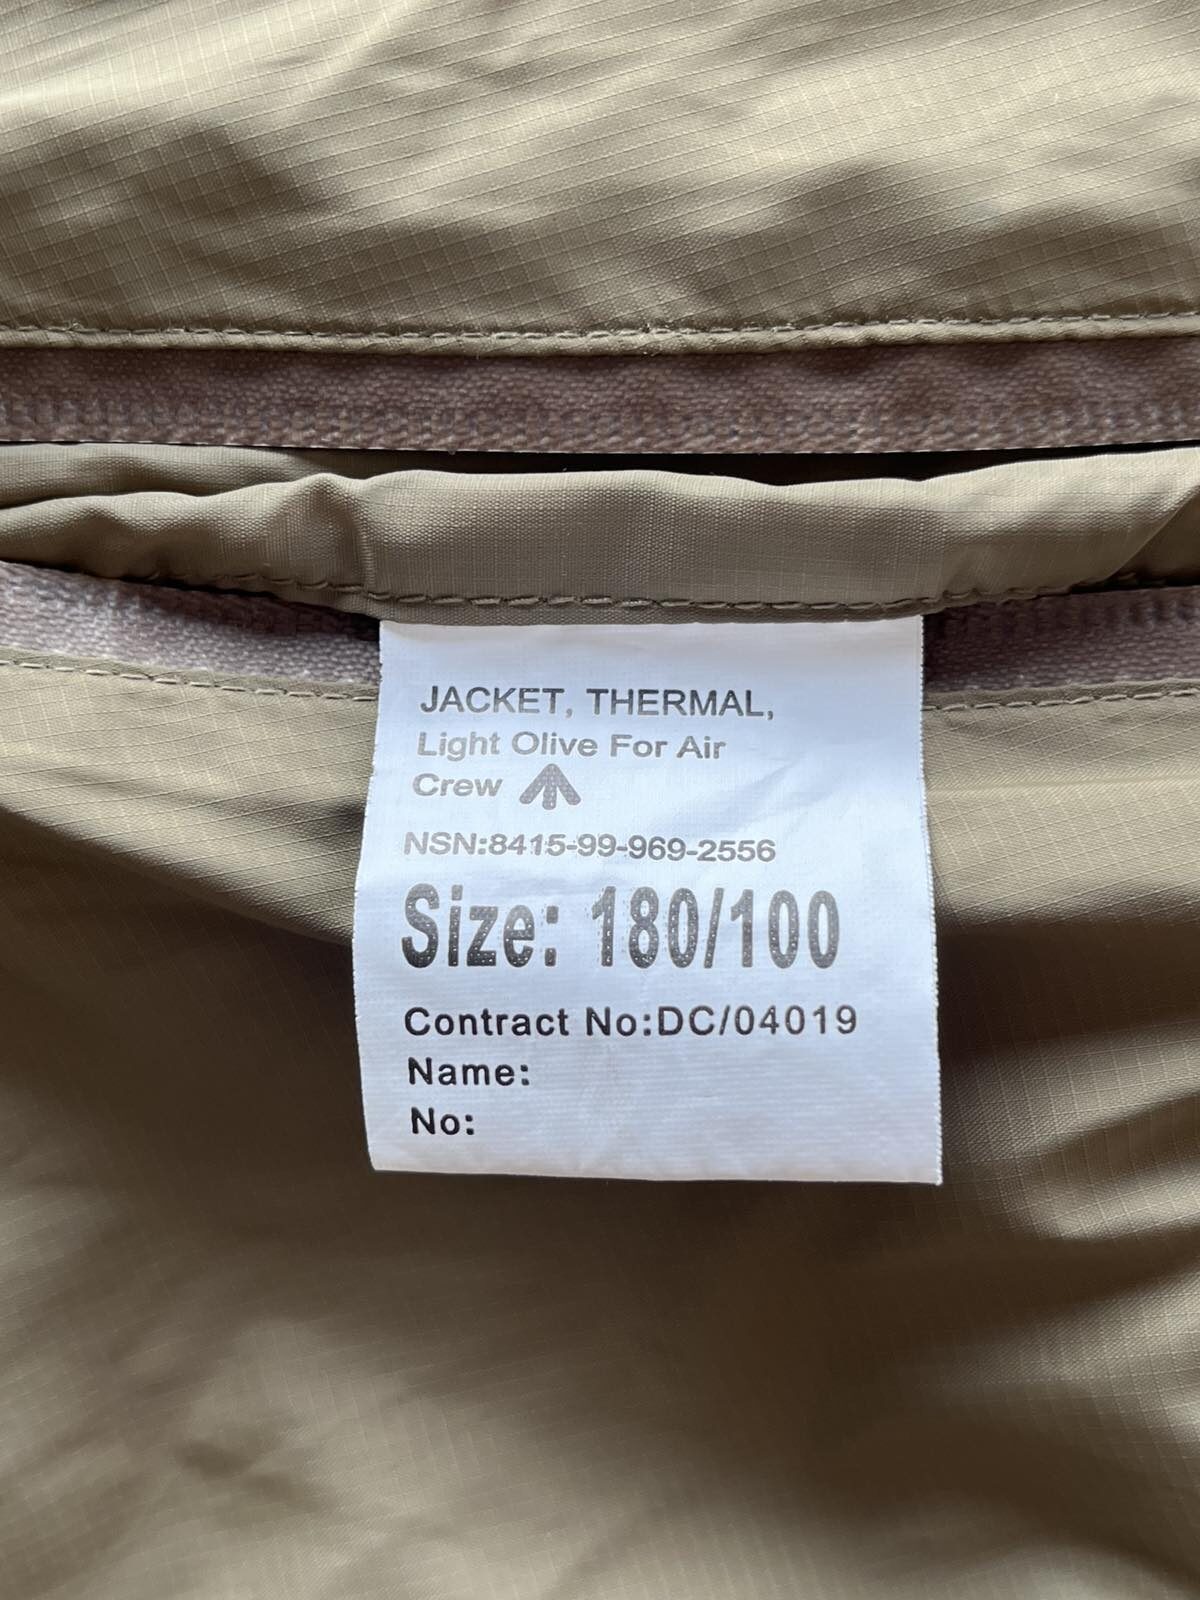 JACKET, THERMAL,
Light Olive For Air
Crew
NSN:8415-99-969-2556
Size: 180/100
Contract No:DC/04019
Name:
No: